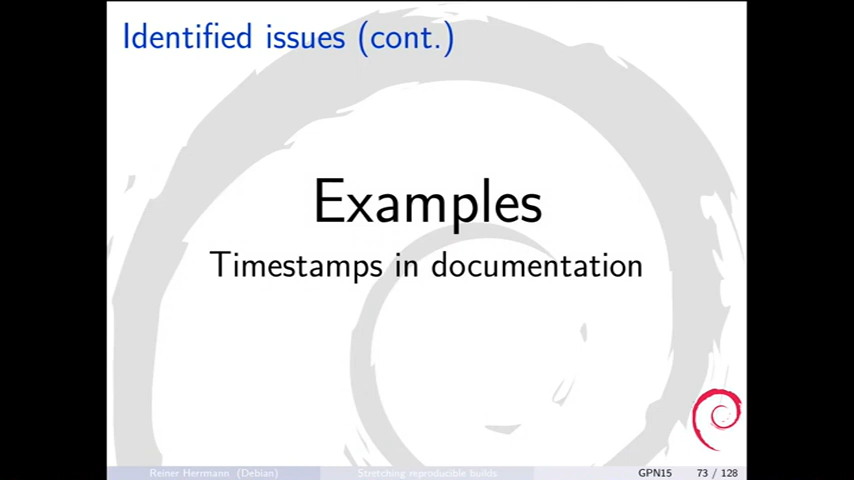 Identified issues (cont.)
Examples
Timestamps in documentation
Reiner Herrmann (Debian)
Stretching reproducible builds
GPN15
73 / 128